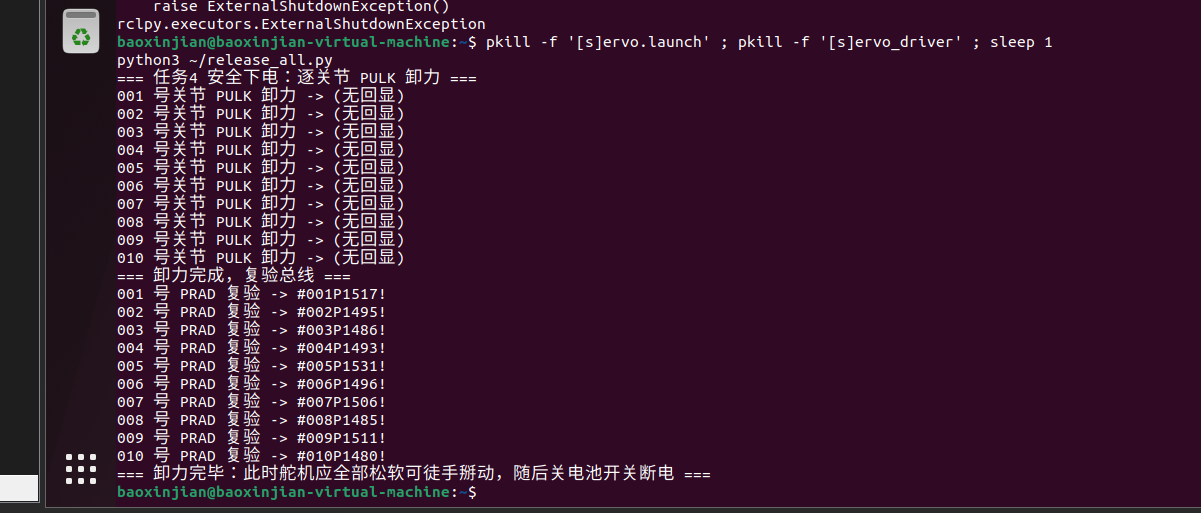 raise ExternalShutdownException()
rclpy.executors.ExternalShutdownException
baoxinjian@baoxinjian-virtual-machine:~$ pkill -f '[s]ervo.launch' ; pkill -f '[s]ervo_driver' ; sleep 1
python3 ~/release_all.py
=== 任务4 安全下电：逐关节 PULK 卸力 ===
001 号关节 PULK 卸力 -> (无回显)
002 号关节 PULK 卸力 -> (无回显)
003 号关节 PULK 卸力 -> (无回显)
004 号关节 PULK 卸力 -> (无回显)
005 号关节 PULK 卸力 -> (无回显)
006 号关节 PULK 卸力 -> (无回显)
007 号关节 PULK 卸力 -> (无回显)
008 号关节 PULK 卸力 -> (无回显)
009 号关节 PULK 卸力 -> (无回显)
010 号关节 PULK 卸力 -> (无回显)
=== 卸力完成，复验总线 ===
001 号 PRAD 复验 -> #001P1517!
002 号 PRAD 复验 -> #002P1495!
003 号 PRAD 复验 -> #003P1486!
004 号 PRAD 复验 -> #004P1493!
005 号 PRAD 复验 -> #005P1531!
006 号 PRAD 复验 -> #006P1496!
007 号 PRAD 复验 -> #007P1506!
008 号 PRAD 复验 -> #008P1485!
009 号 PRAD 复验 -> #009P1511!
010 号 PRAD 复验 -> #010P1480!
=== 卸力完毕：此时舵机应全部松软可徒手掰动，随后关电池开关断电 ===
baoxinjian@baoxinjian-virtual-machine:~$